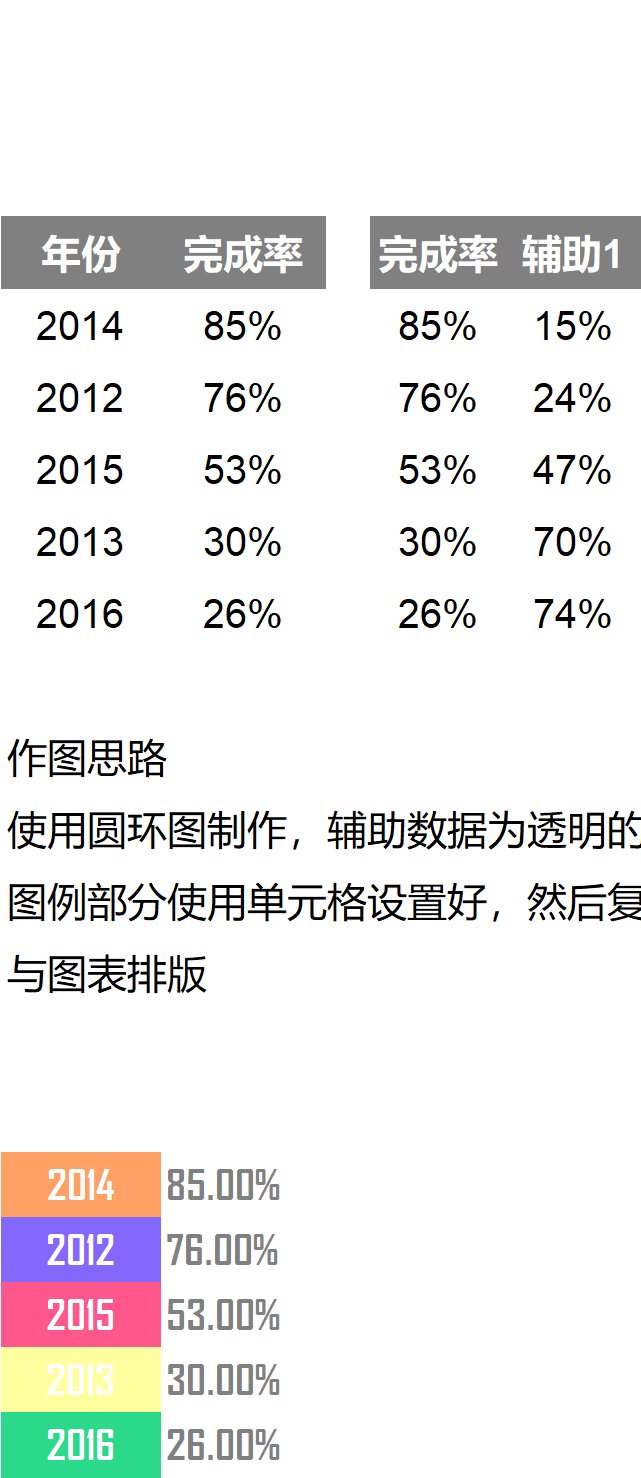 年份 完成率 完成率 辅助1
2014 85% 85% 15%
2012 76% 76% 24%
2015 53% 53% 47%
2013 30% 30% 70%
2016 26% 26% 74%
作图思路
使用圆环图制作，辅助数据为透明的
图例部分使用单元格设置好，然后复
与图表排版
2014 85.00%
2012 76.00%
2015 53.00%
2013 30.00%
2016 26.00%